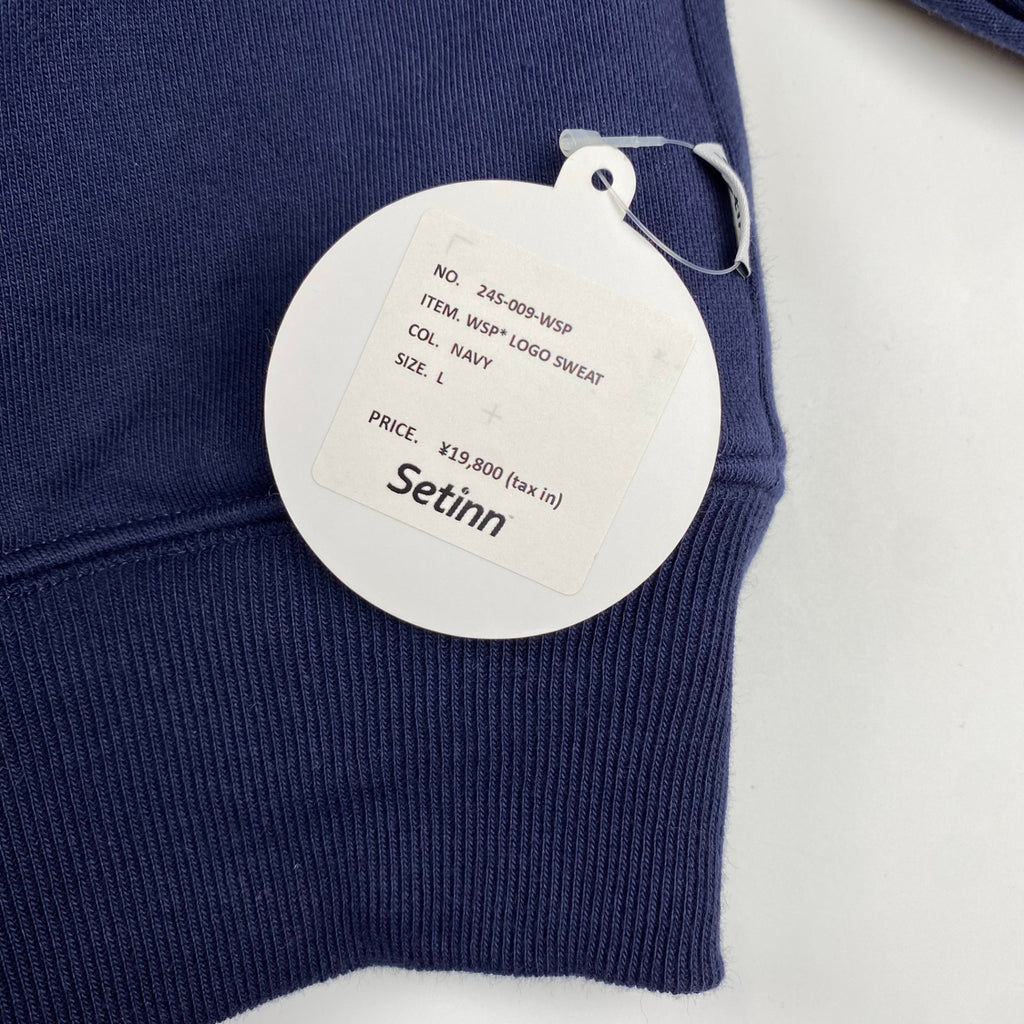 NO. 24S-009-WSP
ITEM. WSP* LOGO SWEAT
COL. NAVY
SIZE. L
PRICE. ¥19,800 (tax in)
Setinn